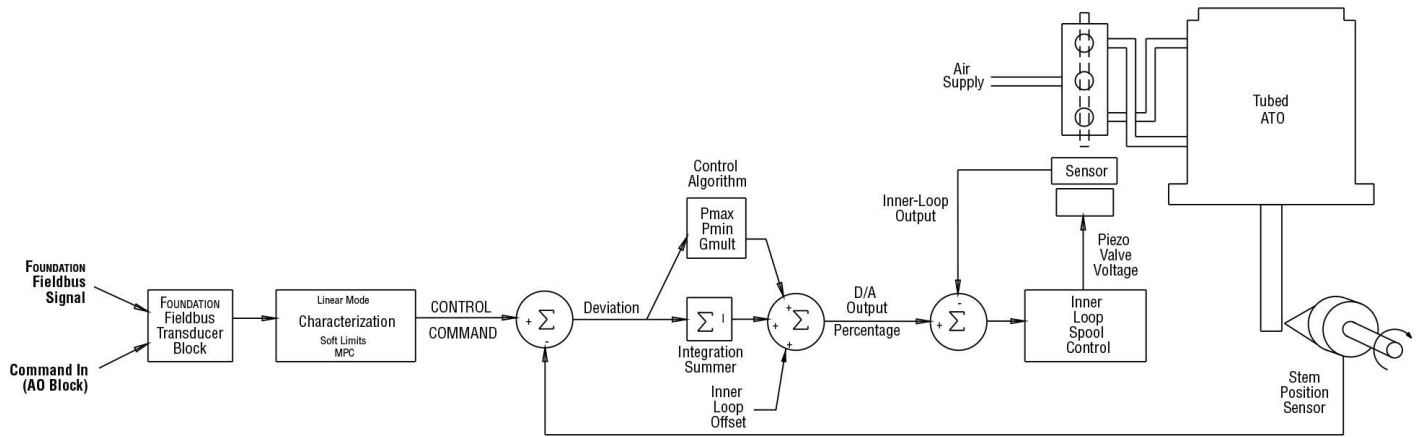 Air
Supply
Tubed
ATO
Sensor
Control
Algorithm
Pmax
Pmin
Gmult
Inner-Loop
Output
Piezo
Valve
Voltage
FOUNDATION
Fieldbus
Signal
FOUNDATION
Fieldbus
Transducer
Block
Linear Mode
Characterization
Soft Limits
MPC
CONTROL
COMMAND
+ Σ
-
Deviation
Σ I
Integration
Summer
+
+ Σ
+
D/A
Output
Percentage
-
+ Σ
Inner
Loop
Spool
Control
Command In
(AO Block)
Inner
Loop
Offset
Stem
Position
Sensor